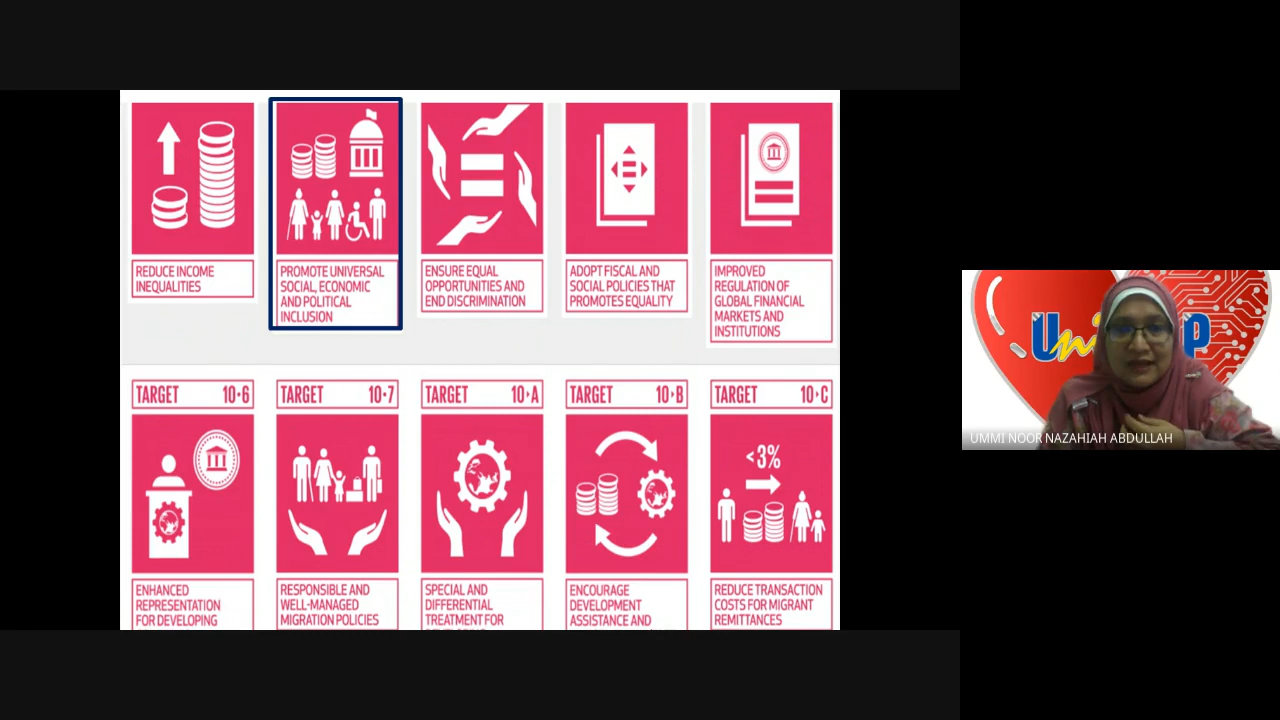 REDUCE INCOME
INEQUALITIES
PROMOTE UNIVERSAL
SOCIAL, ECONOMIC
AND POLITICAL
INCLUSION
ENSURE EQUAL
OPPORTUNITIES AND
END DISCRIMINATION
ADOPT FISCAL AND
SOCIAL POLICIES THAT
PROMOTES EQUALITY
IMPROVED
REGULATION OF
GLOBAL FINANCIAL
MARKETS AND
INSTITUTIONS
TARGET 10·6
TARGET 10·7
TARGET 10·A
TARGET 10·B
TARGET 10·C
<3%
ENHANCED
REPRESENTATION
FOR DEVELOPING
RESPONSIBLE AND
WELL-MANAGED
MIGRATION POLICIES
SPECIAL AND
DIFFERENTIAL
TREATMENT FOR
ENCOURAGE
DEVELOPMENT
ASSISTANCE AND
REDUCE TRANSACTION
COSTS FOR MIGRANT
REMITTANCES
UMMI NOOR NAZAHIAH ABDULLAH